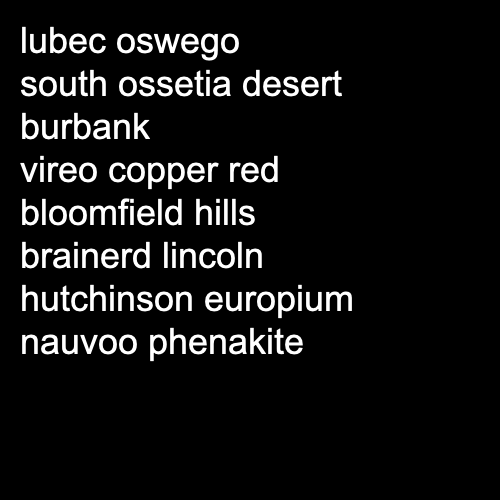 lubec oswego
south ossetia desert
burbank
vireo copper red
bloomfield hills
brainerd lincoln
hutchinson europium
nauvoo phenakite